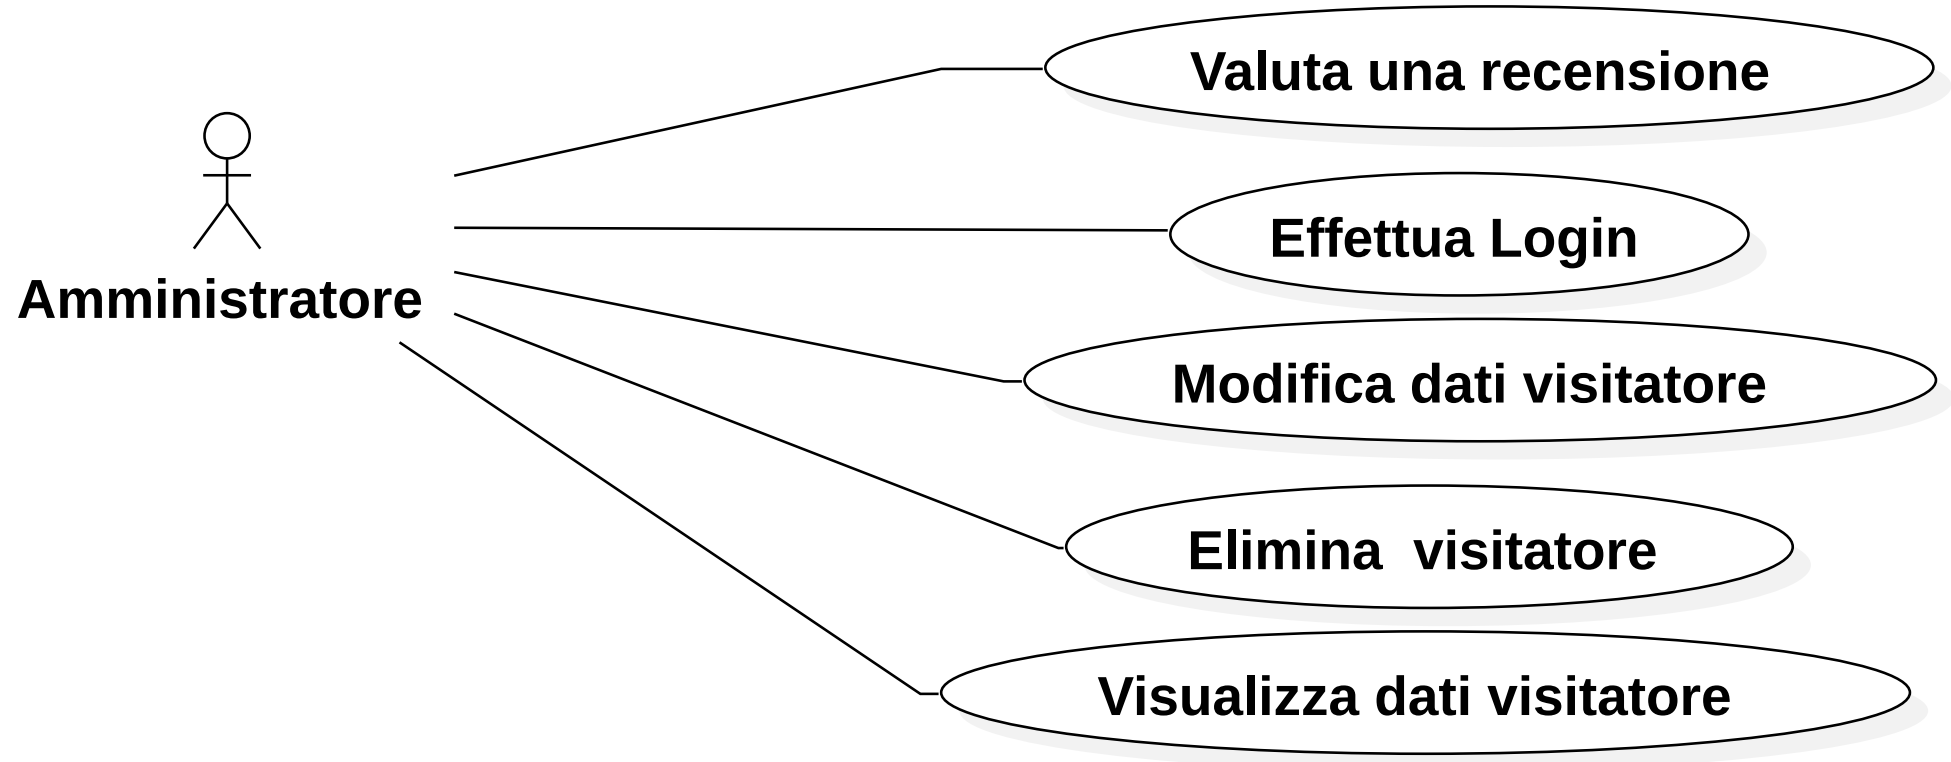 Valuta una recensione
Effettua Login
Amministratore
Modifica dati visitatore
Elimina  visitatore
Visualizza dati visitatore